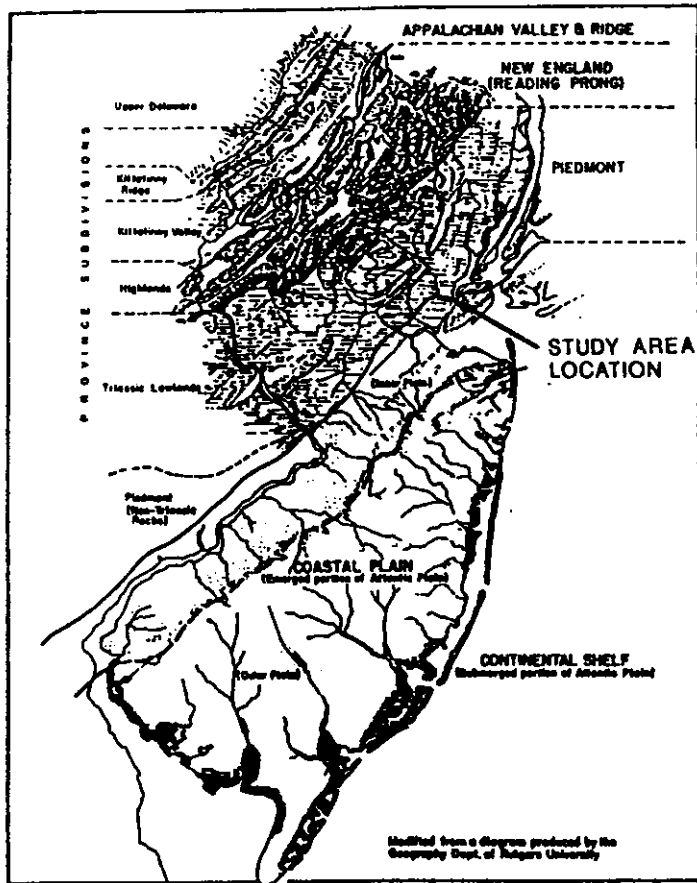 APPALACHIAN VALLEY & RIDGE
NEW ENGLAND
(READING PRONG)
PIEDMONT
PROVINCE SUBDIVISIONS
Upper Delaware
Kittatinny
Ridge
Kittatinny Valley
Highlands
Triassic Lowlands
STUDY AREA
LOCATION
(Inner Plain)
Piedmont
(Non-Triassic
Rocks)
COASTAL PLAIN
(Emerged portion of Atlantic Plain)
(Outer Plain)
CONTINENTAL SHELF
(Submerged portion of Atlantic Plain)
Modified from a diagram produced by the
Geography Dept. of Rutgers University